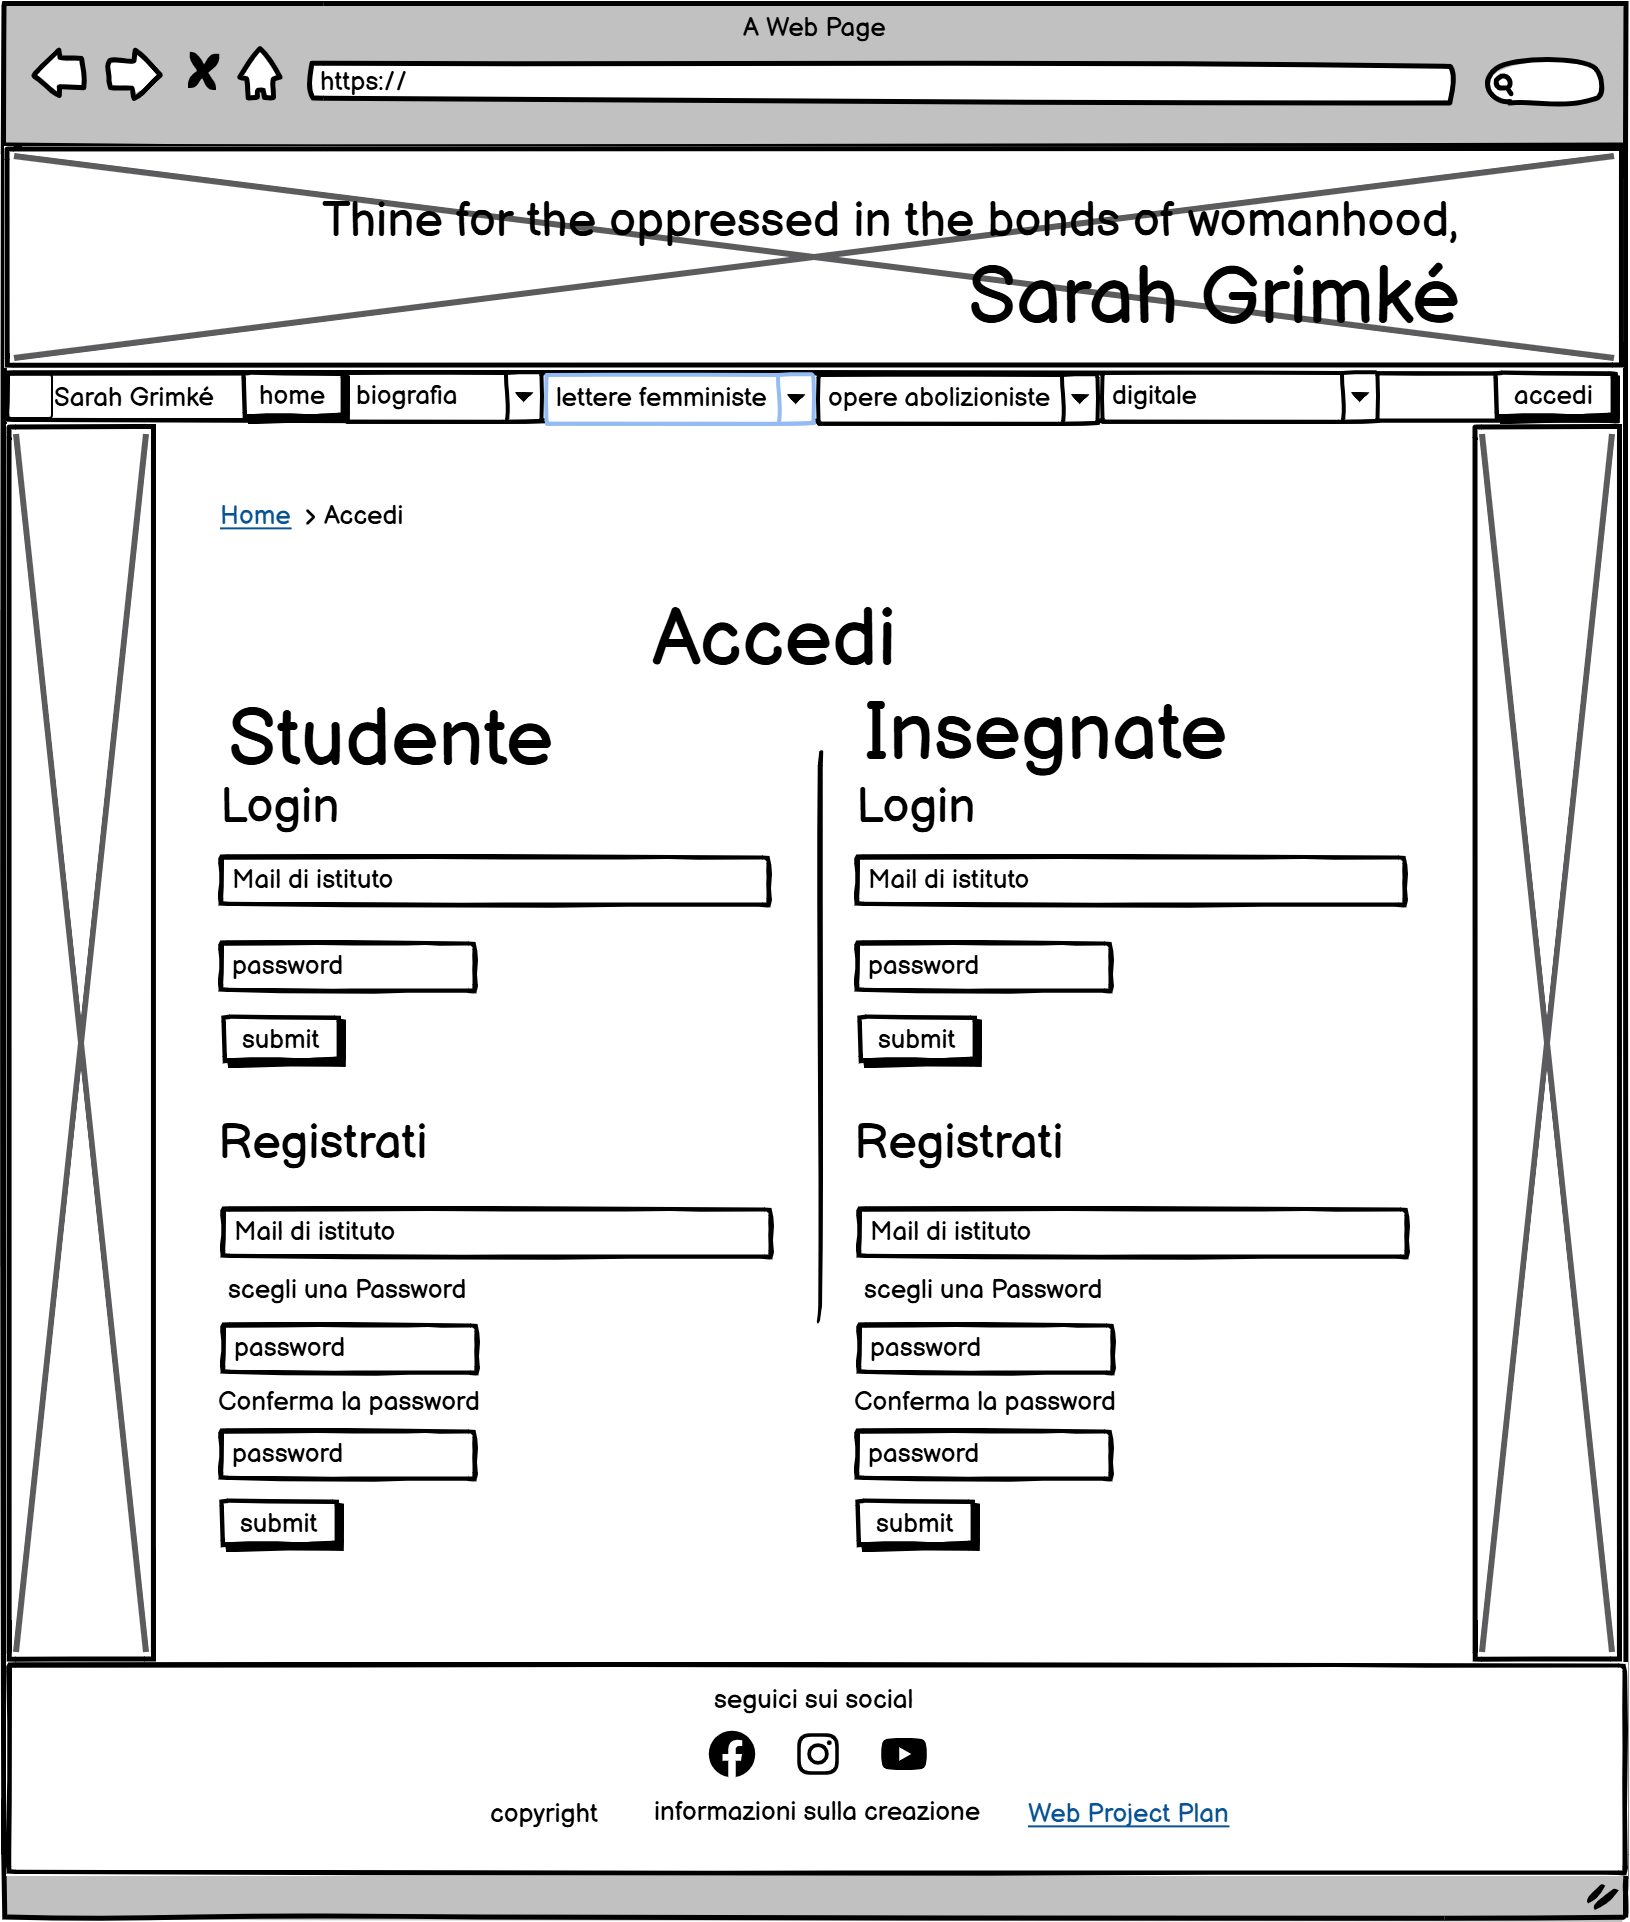 A Web Page
https://
Thine for the oppressed in the bonds of womanhood,
Sarah Grimké
Sarah Grimké home biografia lettere femministe opere abolizioniste digitale accedi
Home > Accedi
Accedi
Studente
Login
Mail di istituto
password
submit
Registrati
Mail di istituto
scegli una Password
password
Conferma la password
password
submit
Insegnate
Login
Mail di istituto
password
submit
Registrati
Mail di istituto
scegli una Password
password
Conferma la password
password
submit
seguici sui social
copyright informazioni sulla creazione Web Project Plan